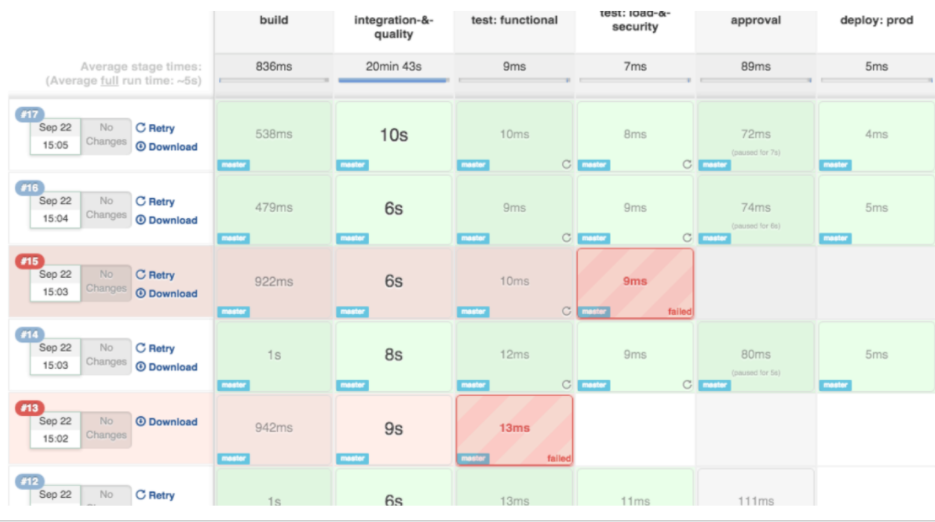 build
integration-&-
quality
test: functional
test: load-&-
security
approval
deploy: prod
Average stage times:
(Average full run time: ~5s)
836ms
20min 43s
9ms
7ms
89ms
5ms
#17
Sep 22
15:05
No
Changes
Retry
Download
538ms
master
10s
master
10ms
master
8ms
master
72ms
(paused for 7s)
master
4ms
master
#16
Sep 22
15:04
No
Changes
Retry
Download
479ms
master
6s
master
9ms
master
9ms
master
74ms
(paused for 6s)
master
5ms
master
#15
Sep 22
15:03
No
Changes
Retry
Download
922ms
master
6s
master
10ms
master
9ms
master
failed
#14
Sep 22
15:03
No
Changes
Retry
Download
1s
master
8s
master
12ms
master
9ms
master
80ms
(paused for 5s)
master
5ms
master
#13
Sep 22
15:02
No
Changes
Download
942ms
master
9s
master
13ms
master
failed
#12
Sep 22
No
Retry
1s
6s
13ms
11ms
111ms